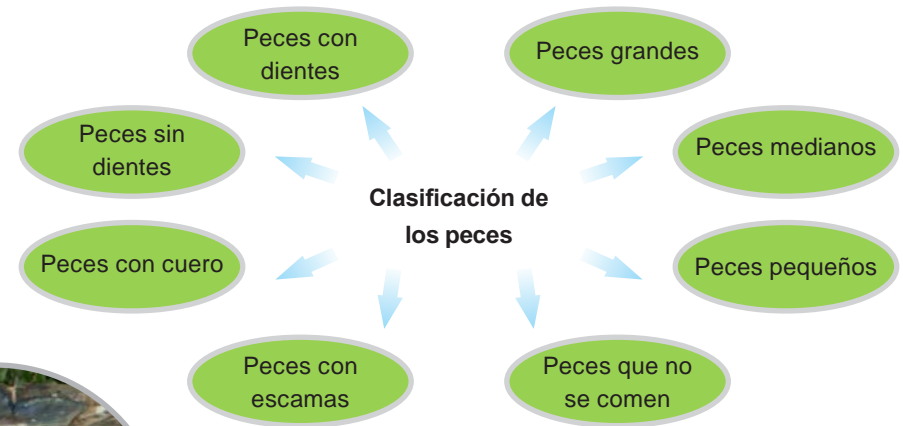 Peces con
dientes
Peces grandes
Peces sin
dientes
Peces medianos
Clasificación de
los peces
Peces con cuero
Peces pequeños
Peces con
escamas
Peces que no
se comen